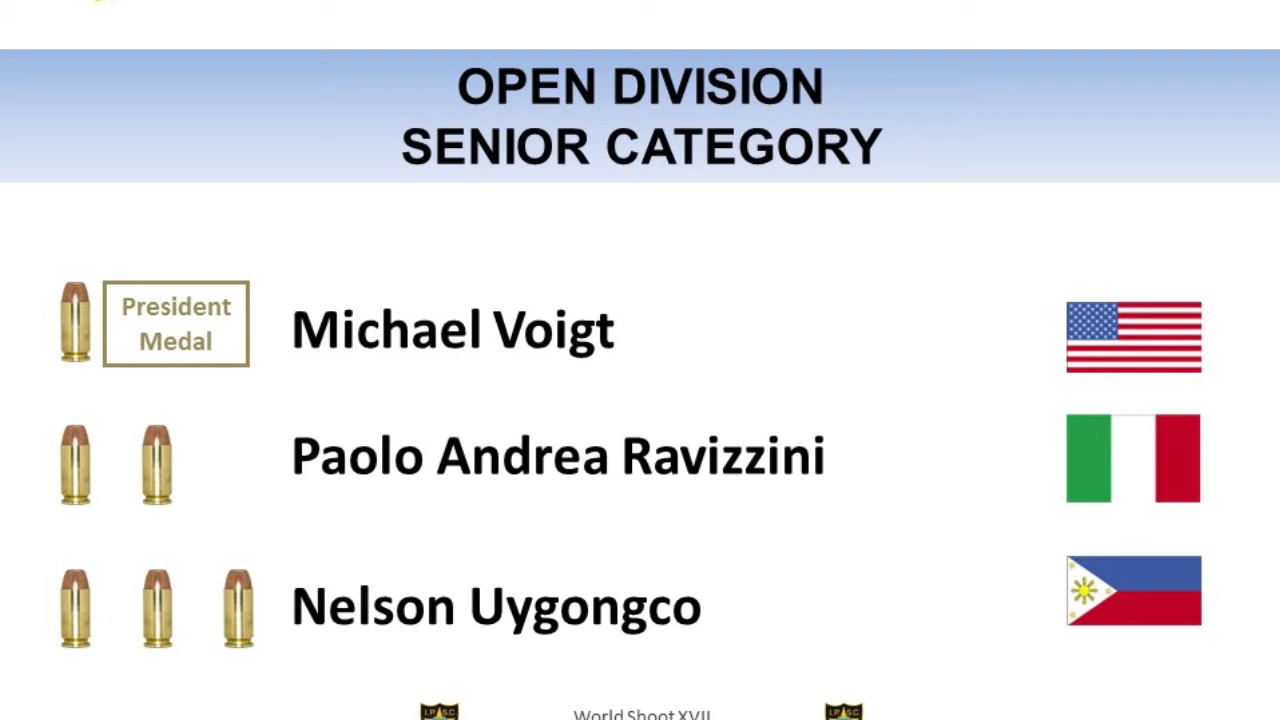 OPEN DIVISION
SENIOR CATEGORY
President
Medal
Michael Voigt
Paolo Andrea Ravizzini
Nelson Uygongco
I.P.S.C
World Shoot XVII
I.P.S.C